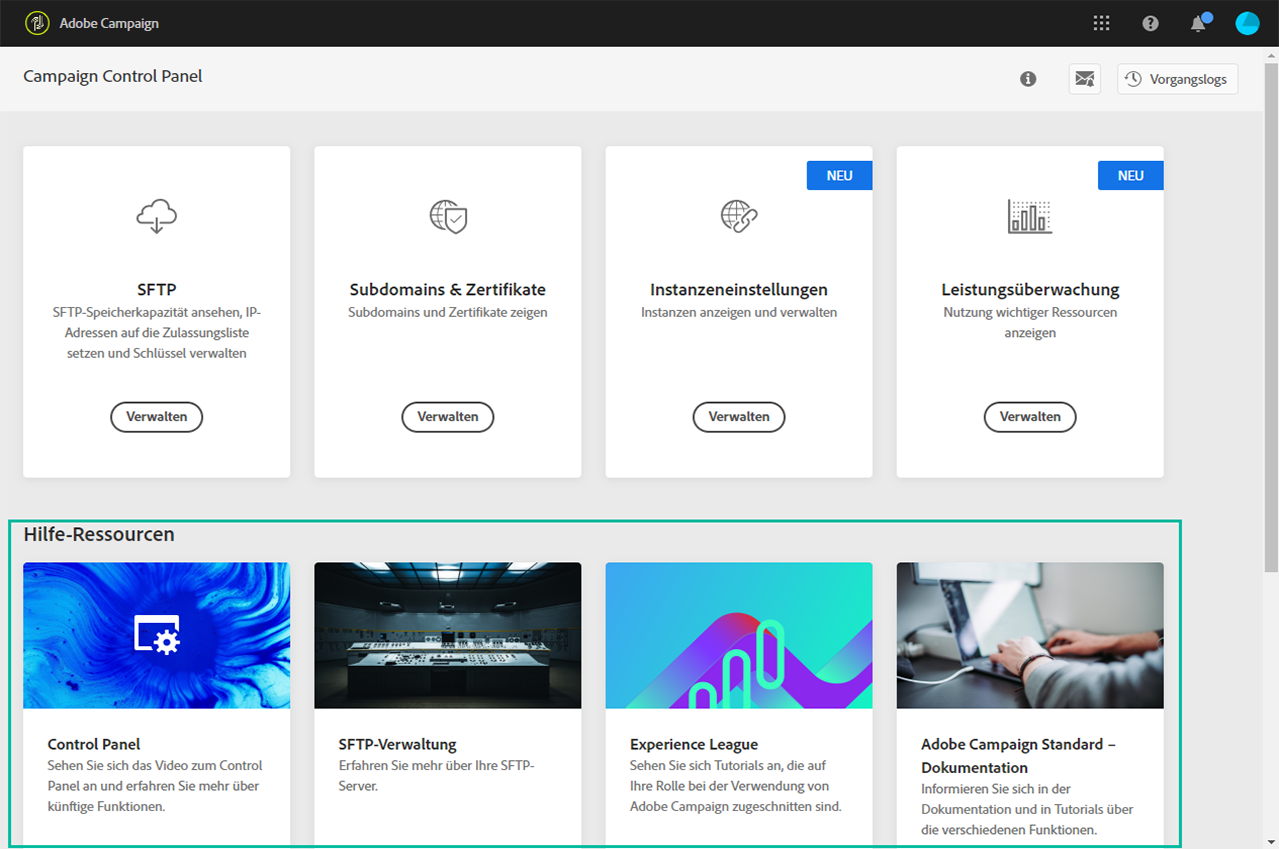 Adobe Campaign
Campaign Control Panel
Vorgangslogs
NEU
NEU
SFTP
SFTP-Speicherkapazität ansehen, IP-
Adressen auf die Zulassungsliste
setzen und Schlüssel verwalten
Verwalten
Subdomains & Zertifikate
Subdomains und Zertifikate zeigen
Verwalten
Instanzeneinstellungen
Instanzen anzeigen und verwalten
Verwalten
Leistungsüberwachung
Nutzung wichtiger Ressourcen
anzeigen
Verwalten
Hilfe-Ressourcen
Control Panel
Sehen Sie sich das Video zum Control
Panel an und erfahren Sie mehr über
künftige Funktionen.
SFTP-Verwaltung
Erfahren Sie mehr über Ihre SFTP-
Server.
Experience League
Sehen Sie sich Tutorials an, die auf
Ihre Rolle bei der Verwendung von
Adobe Campaign zugeschnitten sind.
Adobe Campaign Standard –
Dokumentation
Informieren Sie sich in der
Dokumentation und in Tutorials über
die verschiedenen Funktionen.